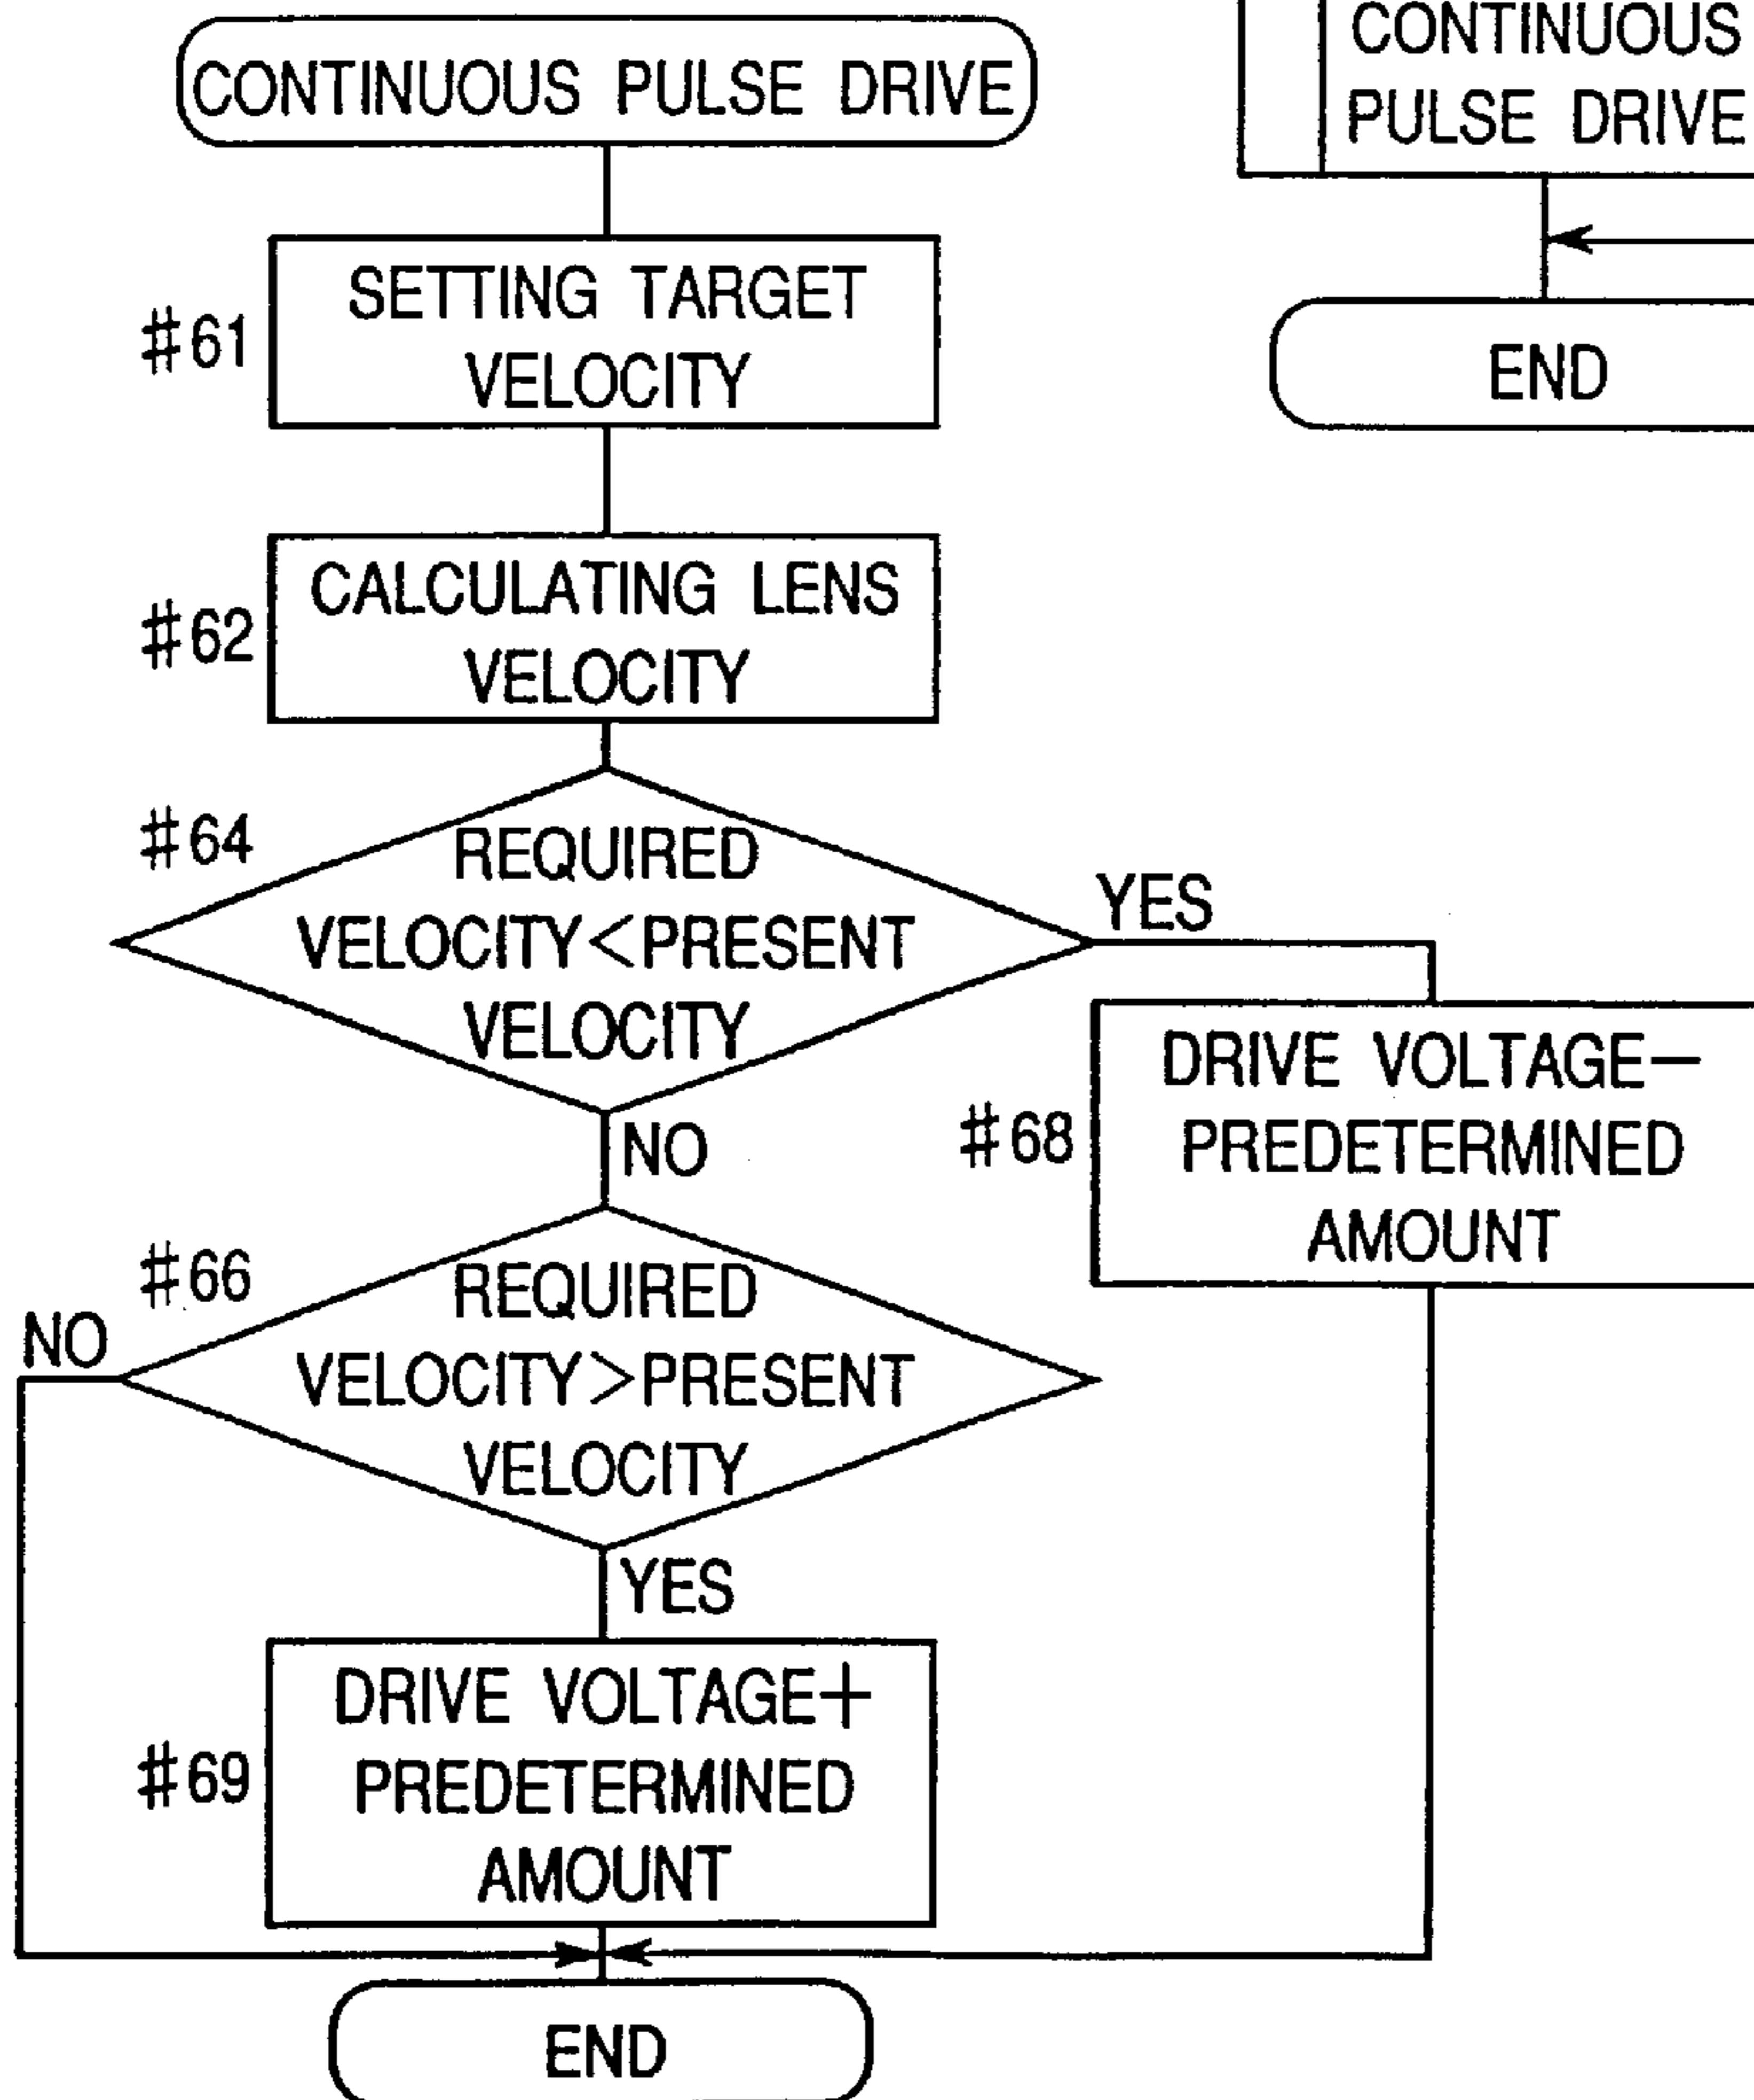 CONTINUOUS PULSE DRIVE
#61
SETTING TARGET
VELOCITY
#62
CALCULATING LENS
VELOCITY
#64
REQUIRED
VELOCITY<PRESENT
VELOCITY
YES
NO
#68
DRIVE VOLTAGE−
PREDETERMINED
AMOUNT
#66
REQUIRED
VELOCITY>PRESENT
VELOCITY
NO
YES
#69
DRIVE VOLTAGE+
PREDETERMINED
AMOUNT
END
CONTINUOUS
PULSE DRIVE
END